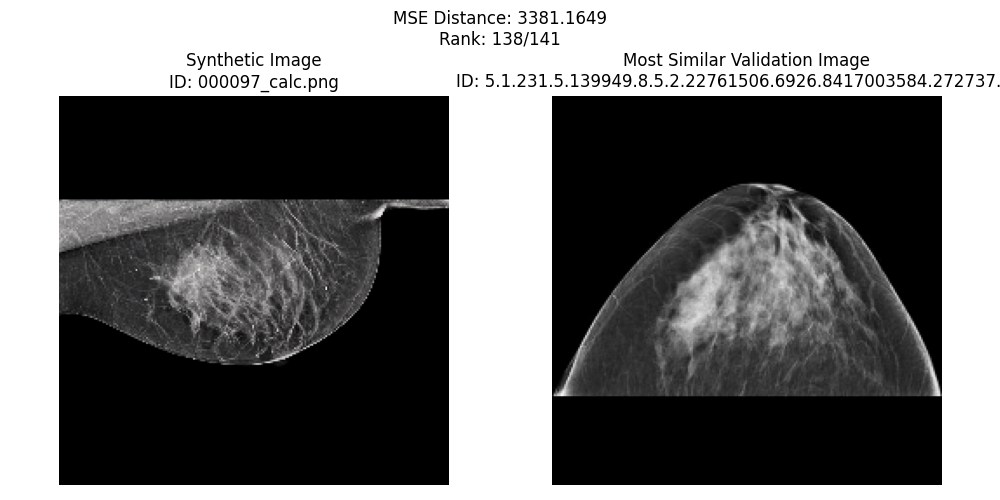 MSE Distance: 3381.1649
Rank: 138/141
Synthetic Image
ID: 000097_calc.png
Most Similar Validation Image
ID: 5.1.231.5.139949.8.5.2.22761506.6926.8417003584.272737.